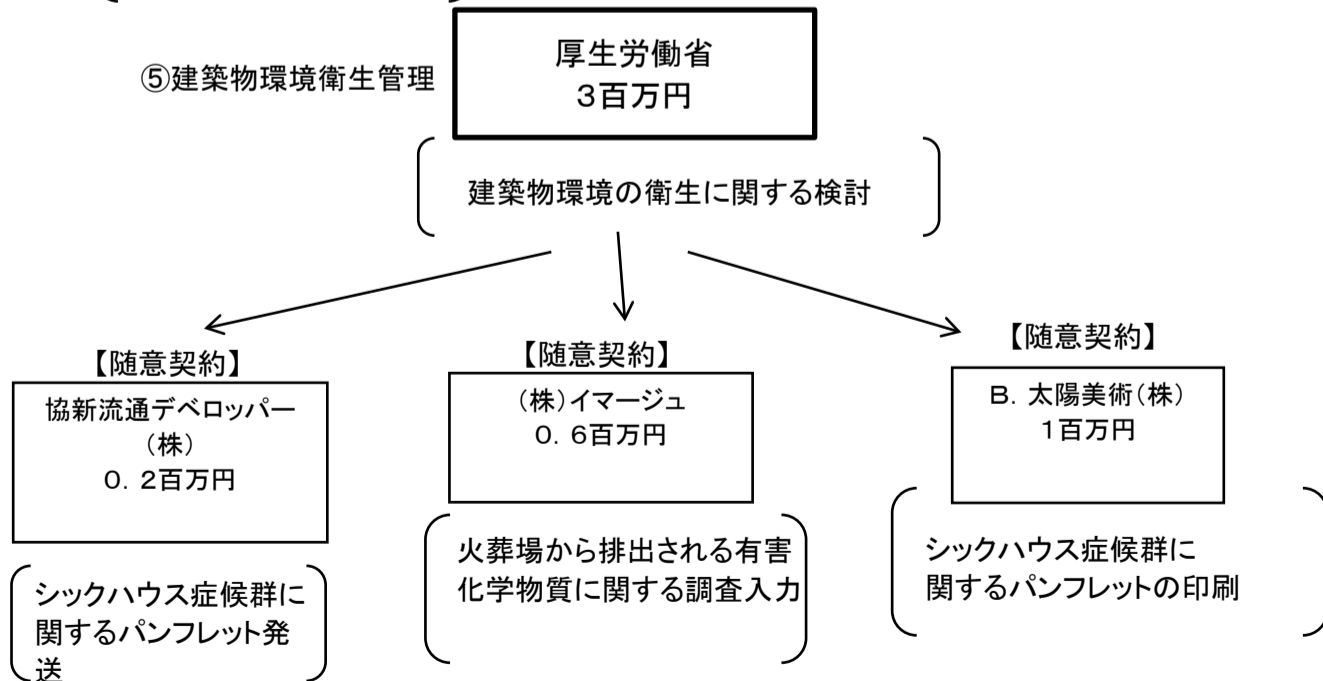 厚生労働省
3百万円
⑤建築物環境衛生管理
建築物環境の衛生に関する検討
【随意契約】
協新流通デベロッパー
(株)
0.2百万円
シックハウス症候群に
関するパンフレット発
送
【随意契約】
(株)イマージュ
0.6百万円
火葬場から排出される有害
化学物質に関する調査入力
【随意契約】
B.太陽美術(株)
1百万円
シックハウス症候群に
関するパンフレットの印刷